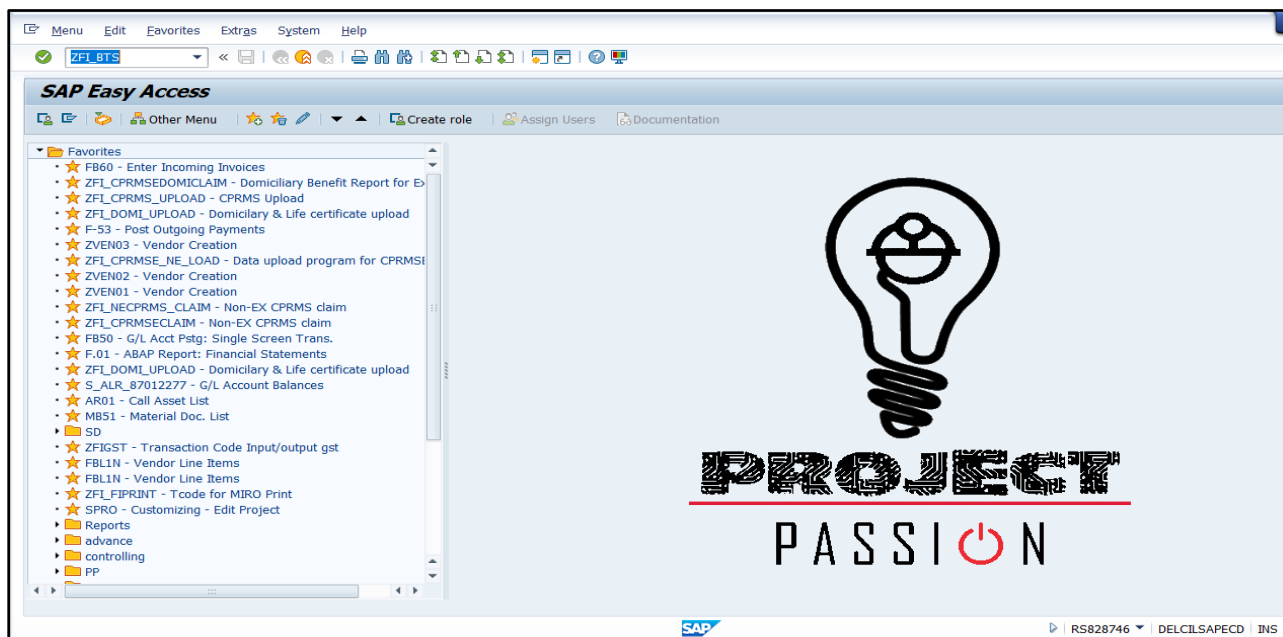 Menu Edit Favorites Extras System Help
ZFI_BTS
SAP Easy Access
Other Menu Create role Assign Users Documentation
Favorites
FB60 - Enter Incoming Invoices
ZFI_CPRMSEDOMICLAIM - Domiciliary Benefit Report for Ex
ZFI_CPRMS_UPLOAD - CPRMS Upload
ZFI_DOMI_UPLOAD - Domicilary & Life certificate upload
F-53 - Post Outgoing Payments
ZVEN03 - Vendor Creation
ZFI_CPRMSE_NE_LOAD - Data upload program for CPRMSE
ZVEN02 - Vendor Creation
ZVEN01 - Vendor Creation
ZFI_NECPRMS_CLAIM - Non-EX CPRMS claim
ZFI_CPRMSECLAIM - Non-EX CPRMS claim
FB50 - G/L Acct Pstg: Single Screen Trans.
F.01 - ABAP Report: Financial Statements
ZFI_DOMI_UPLOAD - Domicilary & Life certificate upload
S_ALR_87012277 - G/L Account Balances
AR01 - Call Asset List
MB51 - Material Doc. List
SD
ZFIGST - Transaction Code Input/output gst
FBL1N - Vendor Line Items
FBL1N - Vendor Line Items
ZFI_FIPRINT - Tcode for MIRO Print
SPRO - Customizing - Edit Project
Reports
advance
controlling
PP
PROJECT
PASSION
SAP RS828746 DELCILSAPECD INS